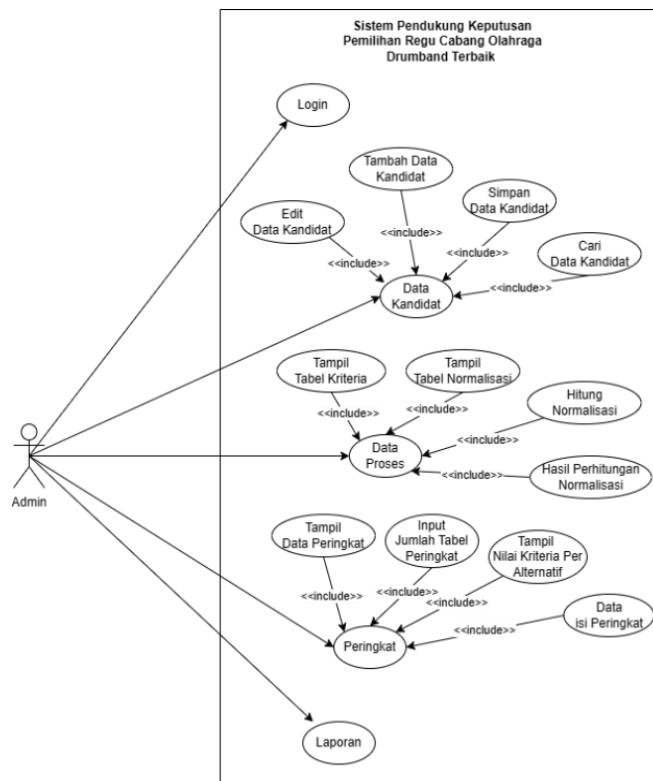 Sistem Pendukung Keputusan
Pemilihan Regu Cabang Olahraga
Drumband Terbaik
Login
Tambah Data
Kandidat
Simpan
Data Kandidat
Edit
Data Kandidat
Cari
Data Kandidat
<<include>>
<<include>>
<<include>>
<<include>>
Data
Kandidat
Tampil
Tabel Kriteria
Tampil
Tabel Normalisasi
Hitung
Normalisasi
<<include>>
<<include>>
<<include>>
<<include>>
Data
Proses
Hasil Perhitungan
Normalisasi
Admin
Tampil
Data Peringkat
Input
Jumlah Tabel
Peringkat
Tampil
Nilai Kriteria Per
Alternatif
Data
isi Peringkat
<<include>>
<<include>>
<<include>>
<<include>>
Peringkat
Laporan